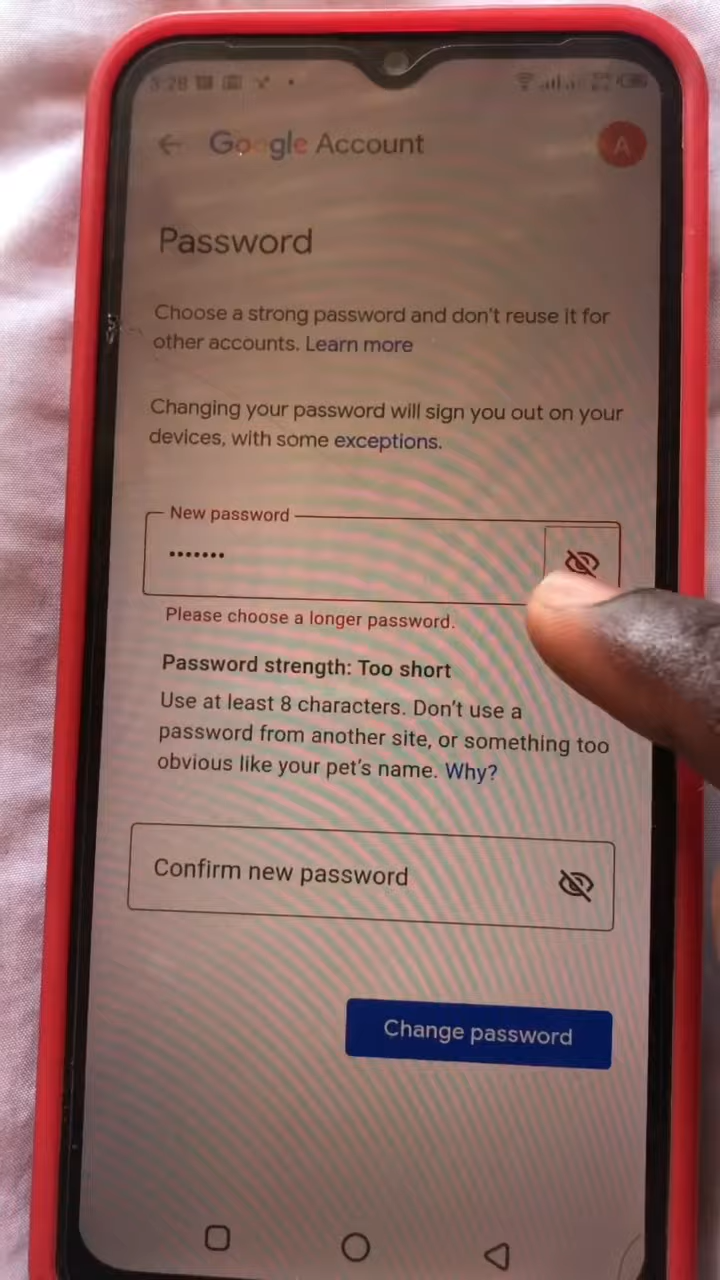 3:28
Google Account
A
Password
Choose a strong password and don't reuse it for
other accounts. Learn more
Changing your password will sign you out on your
devices, with some exceptions.
New password
•••••••
Please choose a longer password.
Password strength: Too short
Use at least 8 characters. Don't use a
password from another site, or something too
obvious like your pet's name. Why?
Confirm new password
Change password